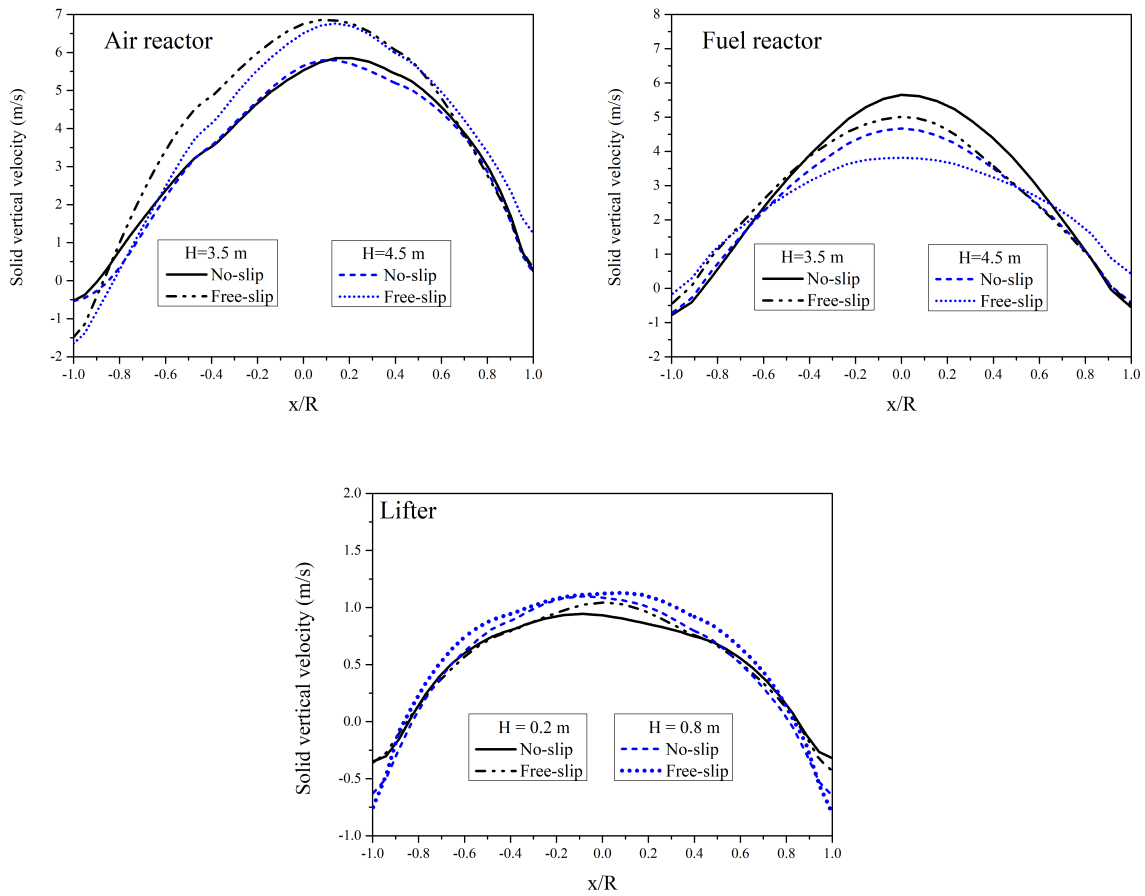 Air reactor
Solid vertical velocity (m/s)
7
6
5
4
3
2
1
0
-1
-2
H=3.5 m
No-slip
Free-slip
H=4.5 m
No-slip
Free-slip
-1.0 -0.8 -0.6 -0.4 -0.2 0.0 0.2 0.4 0.6 0.8 1.0
x/R
Fuel reactor
Solid vertical velocity (m/s)
8
7
6
5
4
3
2
1
0
-1
-2
H=3.5 m
No-slip
Free-slip
H=4.5 m
No-slip
Free-slip
-1.0 -0.8 -0.6 -0.4 -0.2 0.0 0.2 0.4 0.6 0.8 1.0
x/R
Lifter
Solid vertical velocity (m/s)
2.0
1.5
1.0
0.5
0.0
-0.5
-1.0
H = 0.2 m
No-slip
Free-slip
H = 0.8 m
No-slip
Free-slip
-1.0 -0.8 -0.6 -0.4 -0.2 0.0 0.2 0.4 0.6 0.8 1.0
x/R